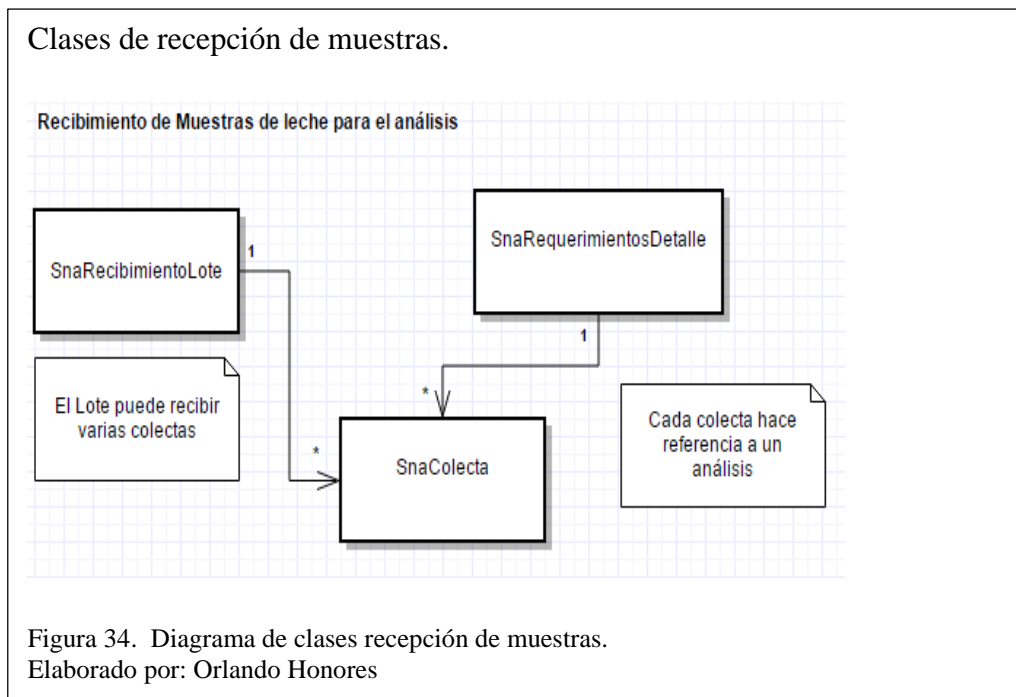 Clases de recepción de muestras.
Recibimiento de Muestras de leche para el análisis
SnaRecibimientoLote
1
SnaRequerimientosDetalle
1
El Lote puede recibir
varias colectas
*
*
SnaColecta
Cada colecta hace
referencia a un
análisis
Figura 34. Diagrama de clases recepción de muestras.
Elaborado por: Orlando Honores